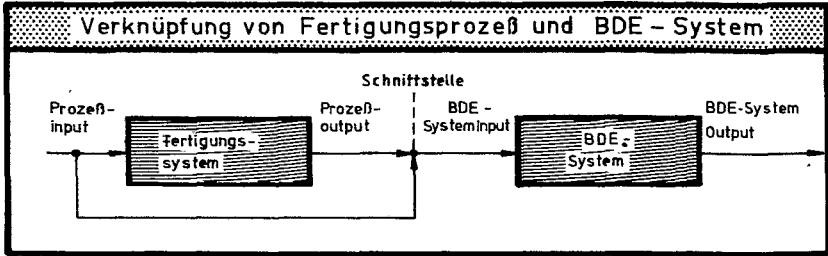 Verknüpfung von Fertigungsprozeß und BDE - System
Schnittstelle
Prozeß-
input
Fertigungs-
system
Prozeß-
output
BDE -
Systeminput
BDE -
System
BDE-System
Output